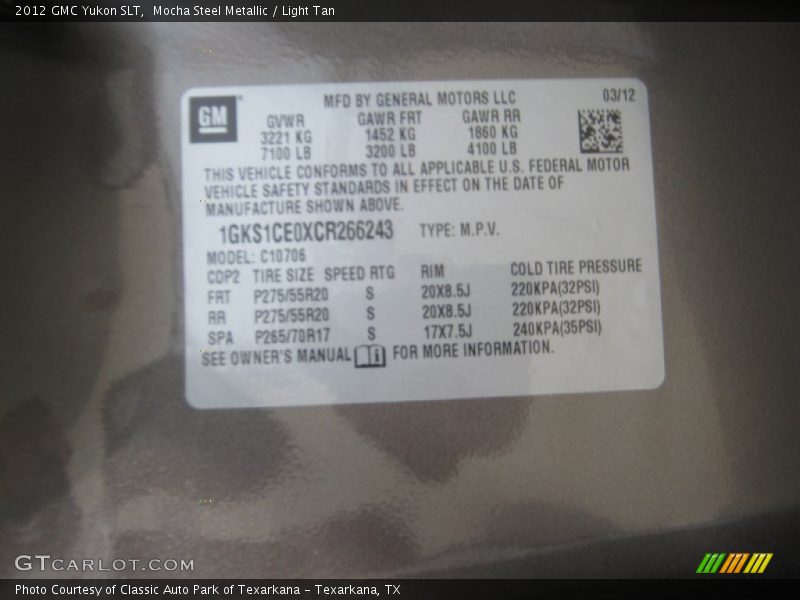 2012 GMC Yukon SLT, Mocha Steel Metallic / Light Tan
GM
MFD BY GENERAL MOTORS LLC 03/12
GVWR GAWR FRT GAWR RR
3221 KG 1452 KG 1860 KG
7100 LB 3200 LB 4100 LB
THIS VEHICLE CONFORMS TO ALL APPLICABLE U.S. FEDERAL MOTOR
VEHICLE SAFETY STANDARDS IN EFFECT ON THE DATE OF
MANUFACTURE SHOWN ABOVE.
1GKS1CE0XCR266243 TYPE: M.P.V.
MODEL: C10706
CDP2 TIRE SIZE SPEED RTG RIM COLD TIRE PRESSURE
FRT P275/55R20 S 20X8.5J 220KPA(32PSI)
RR P275/55R20 S 20X8.5J 220KPA(32PSI)
SPA P265/70R17 S 17X7.5J 240KPA(35PSI)
SEE OWNER'S MANUAL FOR MORE INFORMATION.
GTCARLOT.COM
Photo Courtesy of Classic Auto Park of Texarkana - Texarkana, TX